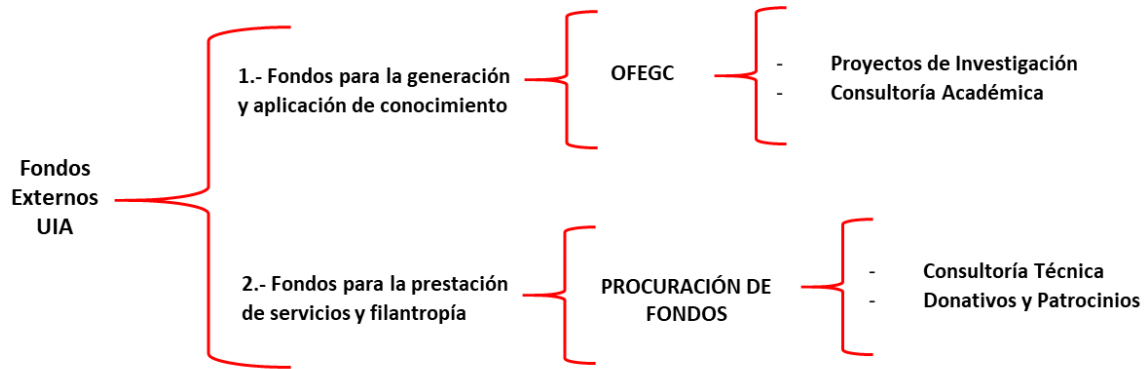 Fondos
Externos
UIA
1.- Fondos para la generación
y aplicación de conocimiento
OFEGC
- Proyectos de Investigación
- Consultoría Académica
2.- Fondos para la prestación
de servicios y filantropía
PROCURACIÓN DE
FONDOS
- Consultoría Técnica
- Donativos y Patrocinios